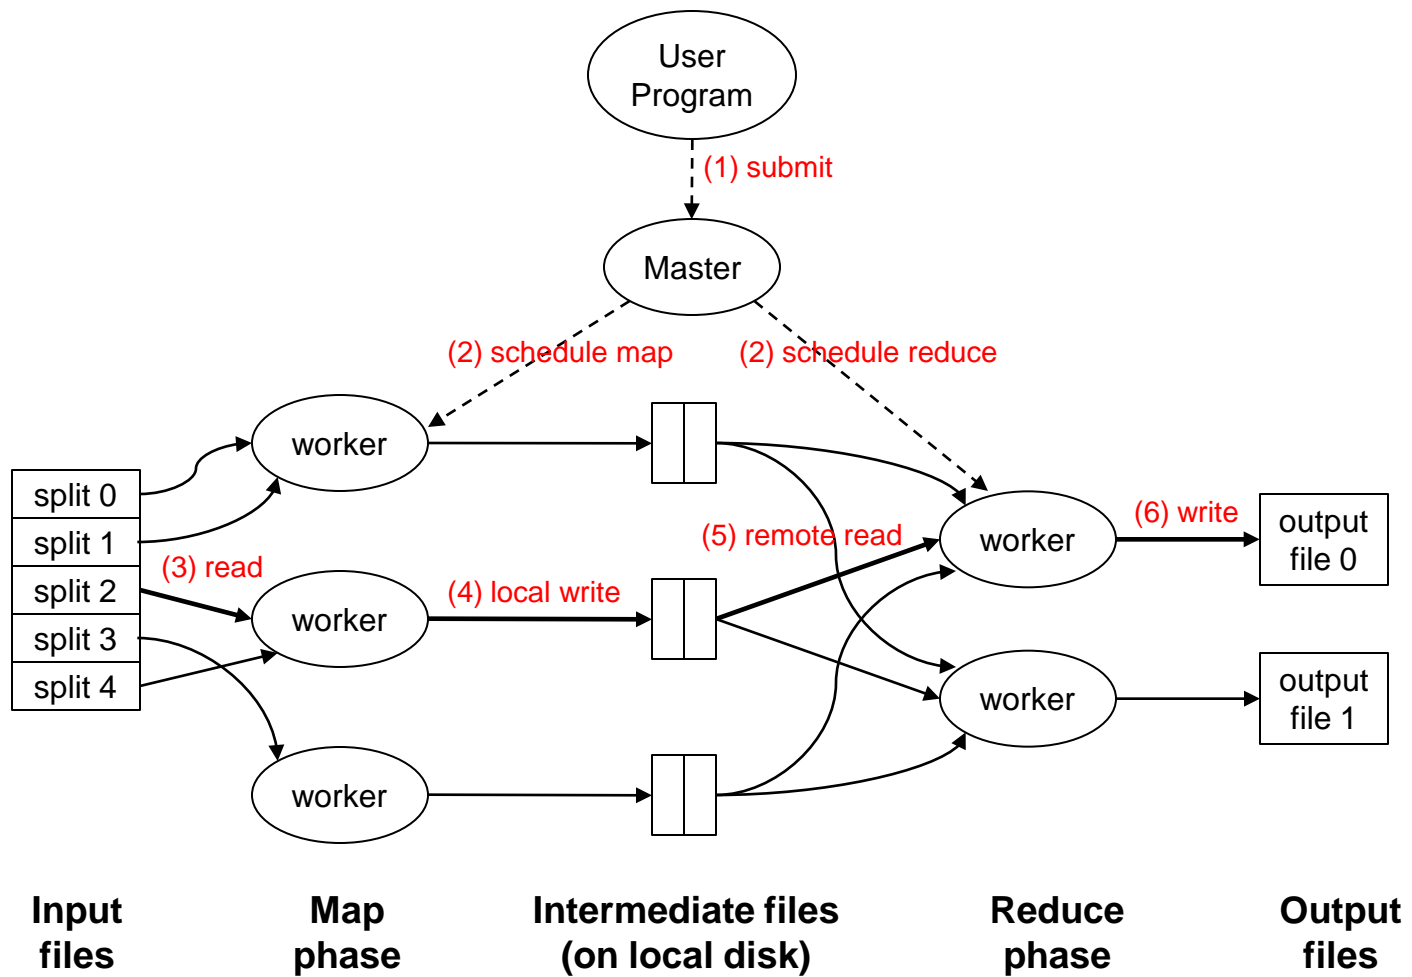 User
Program
(1) submit
Master
(2) schedule map
(2) schedule reduce
worker
split 0
split 1
split 2
split 3
split 4
(3) read
worker
(4) local write
worker
(5) remote read
worker
(6) write
output
file 0
worker
output
file 1
Input
files
Map
phase
Intermediate files
(on local disk)
Reduce
phase
Output
files